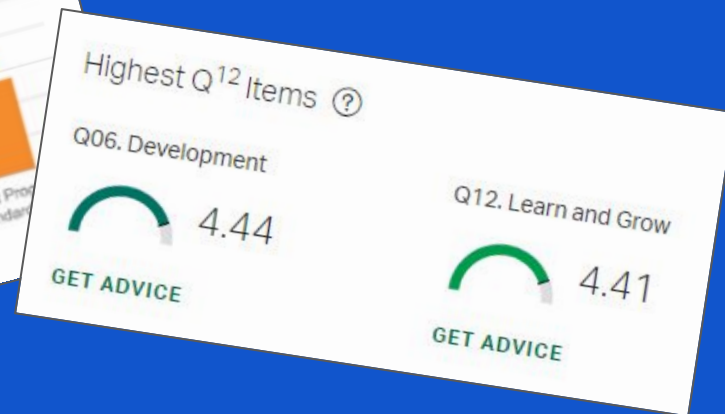 Highest Q12 Items ?
Q06. Development
4.44
GET ADVICE
Q12. Learn and Grow
4.41
GET ADVICE